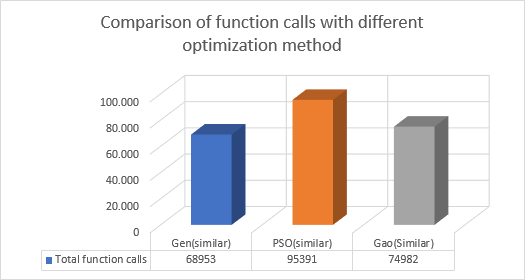 Comparison of function calls with different
optimization method
100.000
80.000
60.000
40.000
20.000
0
Gen(similar) PSO(similar) Gao(similar)
Total function calls 68953 95391 74982